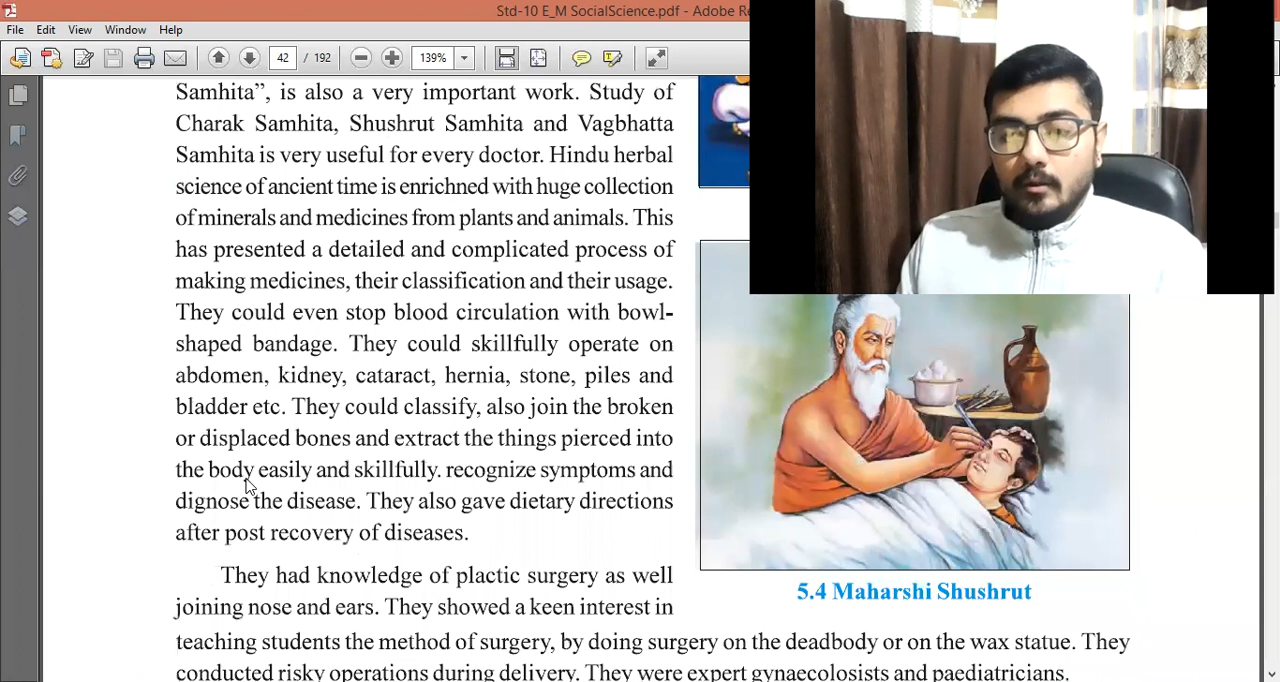 Std-10 E_M SocialScience.pdf - Adobe Re
File Edit View Window Help
42 / 192 139%
Samhita”, is also a very important work. Study of
Charak Samhita, Shushrut Samhita and Vagbhatta
Samhita is very useful for every doctor. Hindu herbal
science of ancient time is enrichned with huge collection
of minerals and medicines from plants and animals. This
has presented a detailed and complicated process of
making medicines, their classification and their usage.
They could even stop blood circulation with bowl-
shaped bandage. They could skillfully operate on
abdomen, kidney, cataract, hernia, stone, piles and
bladder etc. They could classify, also join the broken
or displaced bones and extract the things pierced into
the body easily and skillfully. recognize symptoms and
dignose the disease. They also gave dietary directions
after post recovery of diseases.
They had knowledge of plactic surgery as well
joining nose and ears. They showed a keen interest in
teaching students the method of surgery, by doing surgery on the deadbody or on the wax statue. They
conducted risky operations during delivery. They were expert gynaecolosists and paediatricians.
5.4 Maharshi Shushrut